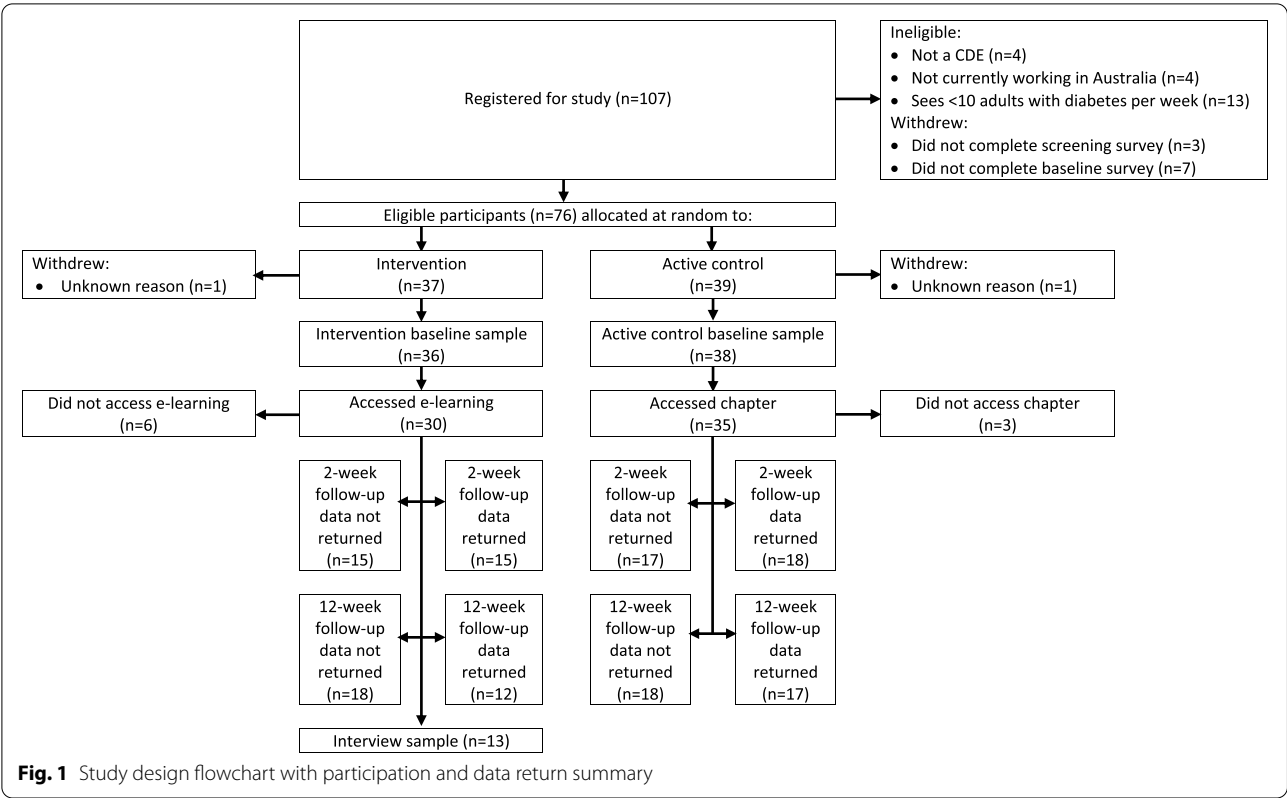 Registered for study (n=107)
Ineligible:
• Not a CDE (n=4)
• Not currently working in Australia (n=4)
• Sees <10 adults with diabetes per week (n=13)
Withdrew:
• Did not complete screening survey (n=3)
• Did not complete baseline survey (n=7)
Eligible participants (n=76) allocated at random to:
Withdrew:
• Unknown reason (n=1)
Intervention
(n=37)
Active control
(n=39)
Withdrew:
• Unknown reason (n=1)
Intervention baseline sample
(n=36)
Active control baseline sample
(n=38)
Did not access e-learning
(n=6)
Accessed e-learning
(n=30)
Accessed chapter
(n=35)
Did not access chapter
(n=3)
2-week
follow-up
data not
returned
(n=15)
2-week
follow-up
data
returned
(n=15)
2-week
follow-up
data not
returned
(n=17)
2-week
follow-up
data
returned
(n=18)
12-week
follow-up
data not
returned
(n=18)
12-week
follow-up
data
returned
(n=12)
12-week
follow-up
data not
returned
(n=18)
12-week
follow-up
data
returned
(n=17)
Interview sample (n=13)
Fig. 1 Study design flowchart with participation and data return summary